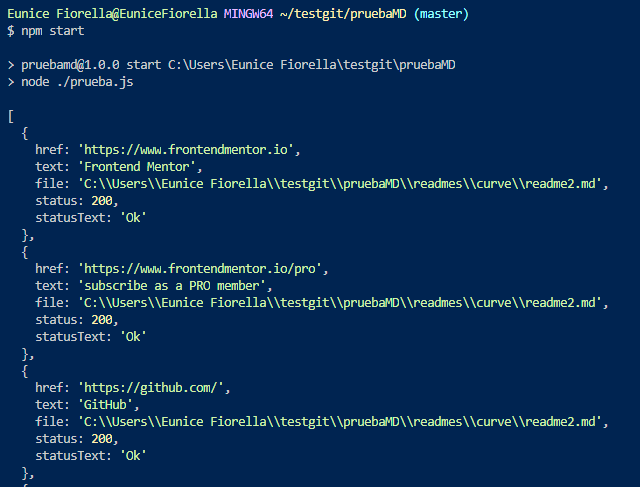 Eunice Fiorella@EuniceFiorella MINGW64 ~/testgit/pruebaMD (master)
$ npm start
> pruebamd@1.0.0 start C:\Users\Eunice Fiorella\testgit\pruebaMD
> node ./prueba.js
[
  {
    href: 'https://www.frontendmentor.io',
    text: 'Frontend Mentor',
    file: 'C:\\Users\\Eunice Fiorella\\testgit\\pruebaMD\\readmes\\curve\\readme2.md',
    status: 200,
    statusText: 'Ok'
  },
  {
    href: 'https://www.frontendmentor.io/pro',
    text: 'subscribe as a PRO member',
    file: 'C:\\Users\\Eunice Fiorella\\testgit\\pruebaMD\\readmes\\curve\\readme2.md',
    status: 200,
    statusText: 'Ok'
  },
  {
    href: 'https://github.com/',
    text: 'GitHub',
    file: 'C:\\Users\\Eunice Fiorella\\testgit\\pruebaMD\\readmes\\curve\\readme2.md',
    status: 200,
    statusText: 'Ok'
  },
  {